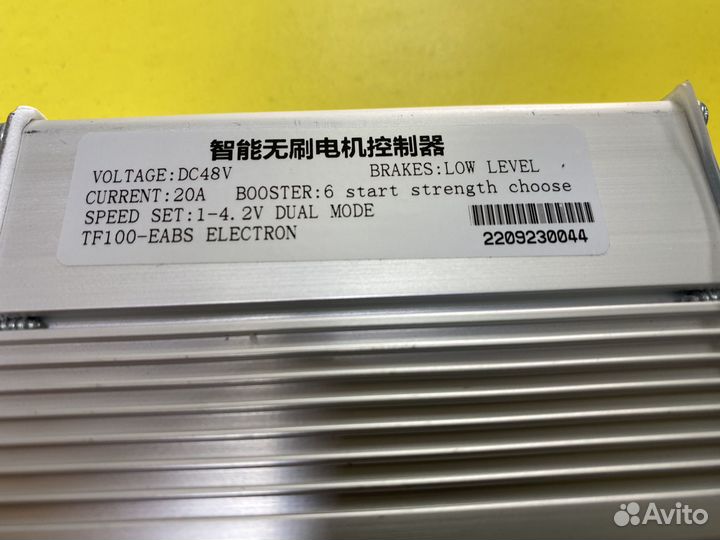 智能无刷电机控制器
VOLTAGE:DC48V BRAKES:LOW LEVEL
CURRENT:20A BOOSTER:6 start strength choose
SPEED SET:1-4.2V DUAL MODE
TF100-EABS ELECTRON
2209230044
Avito